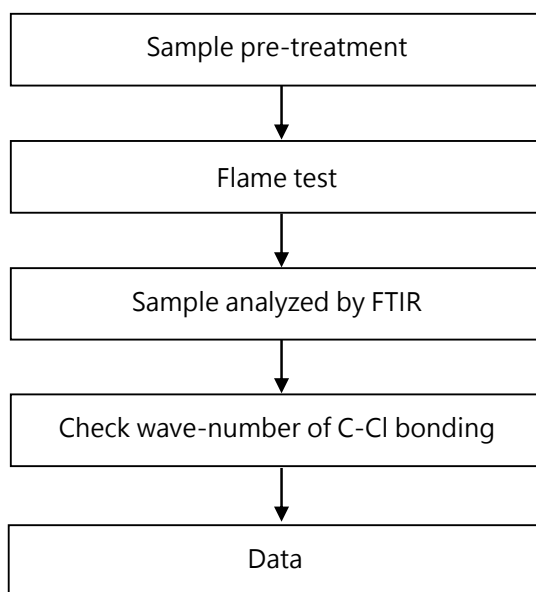 Sample pre-treatment
Flame test
Sample analyzed by FTIR
Check wave-number of C-Cl bonding
Data